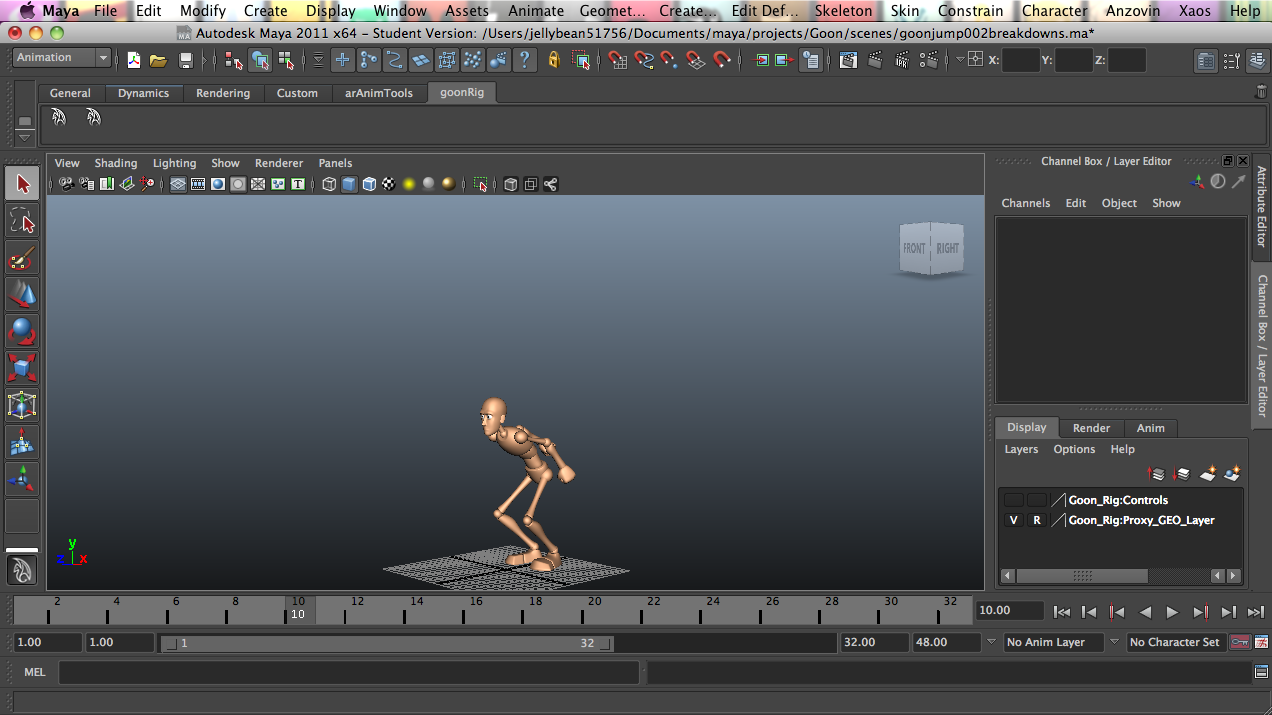 Maya File Edit Modify Create Display Window Assets Animate Geomet... Create... Edit Def... Skeleton Skin Constrain Character Anzovin Xaos Help
Autodesk Maya 2011 x64 - Student Version: /Users/jellybean51756/Documents/maya/projects/Goon/scenes/goonjump002breakdowns.ma*
Animation X: Y: Z:
General Dynamics Rendering Custom arAnimTools goonRig
View Shading Lighting Show Renderer Panels
Channel Box / Layer Editor
Channels Edit Object Show
Attribute Editor
Channel Box / Layer Editor
FRONT RIGHT
Display Render Anim
Layers Options Help
Goon_Rig:Controls
V R Goon_Rig:Proxy_GEO_Layer
y
x
2 4 6 8 10 12 14 16 18 20 22 24 26 28 30 32
10
10.00
1.00 1.00 1 32 32.00 48.00 No Anim Layer No Character Set
MEL